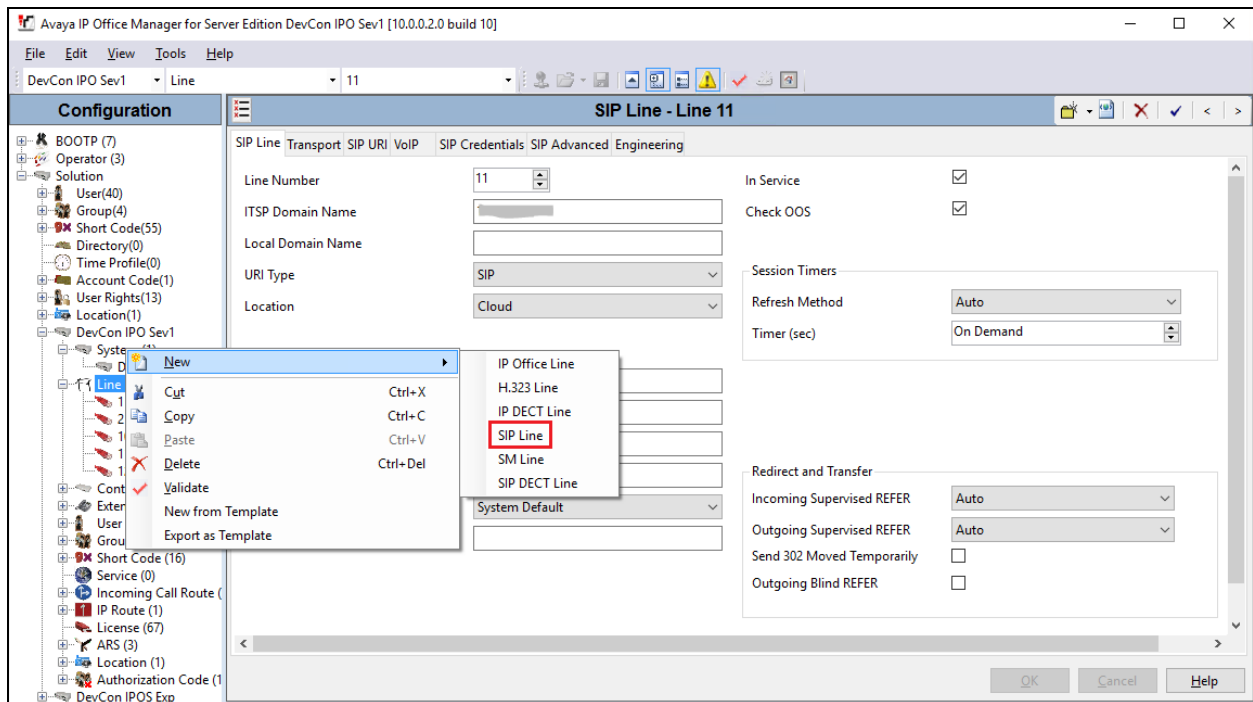 Avaya IP Office Manager for Server Edition DevCon IPO Sev1 [10.0.0.2.0 build 10]
File Edit View Tools Help
DevCon IPO Sev1 Line 11
Configuration
BOOTP (7)
Operator (3)
Solution
User(40)
Group(4)
Short Code(55)
Directory(0)
Time Profile(0)
Account Code(1)
User Rights(13)
Location(1)
DevCon IPO Sev1
Line
Short Code (16)
Service (0)
Incoming Call Route (
IP Route (1)
License (67)
ARS (3)
Location (1)
Authorization Code (1
DevCon IPOS Exp
New
Cut Ctrl+X
Copy Ctrl+C
Paste Ctrl+V
Delete Ctrl+Del
Validate
New from Template
Export as Template
IP Office Line
H.323 Line
IP DECT Line
SIP Line
SM Line
SIP DECT Line
SIP Line - Line 11
SIP Line Transport SIP URI VoIP SIP Credentials SIP Advanced Engineering
Line Number 11
ITSP Domain Name
Local Domain Name
URI Type SIP
Location Cloud
System Default
In Service
Check OOS
Session Timers
Refresh Method Auto
Timer (sec) On Demand
Redirect and Transfer
Incoming Supervised REFER Auto
Outgoing Supervised REFER Auto
Send 302 Moved Temporarily
Outgoing Blind REFER
OK Cancel Help